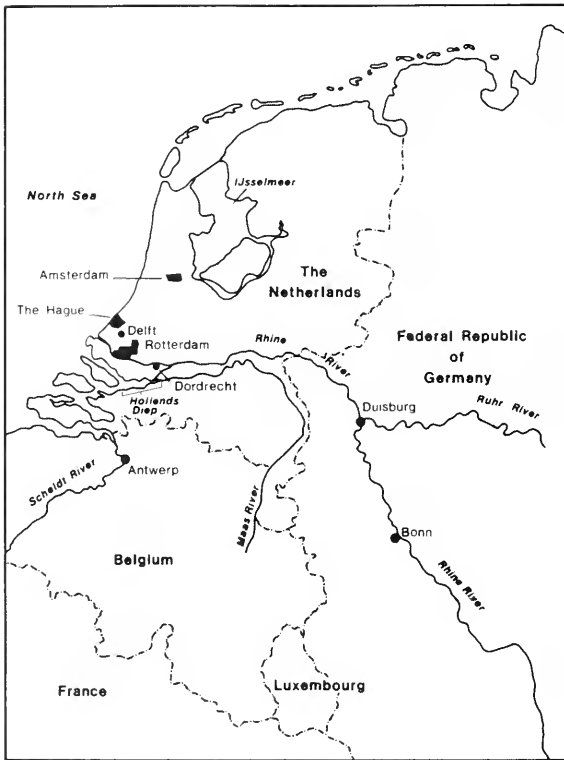 North Sea
IJsselmeer
Amsterdam
The
Netherlands
The Hague
Delft
Rotterdam
Rhine
River
Federal Republic
of
Germany
Dordrecht
Hollends
Diep
Duisburg
Ruhr River
Scheldt River
Antwerp
Maas River
Bonn
Belgium
Rhine River
France
Luxembourg